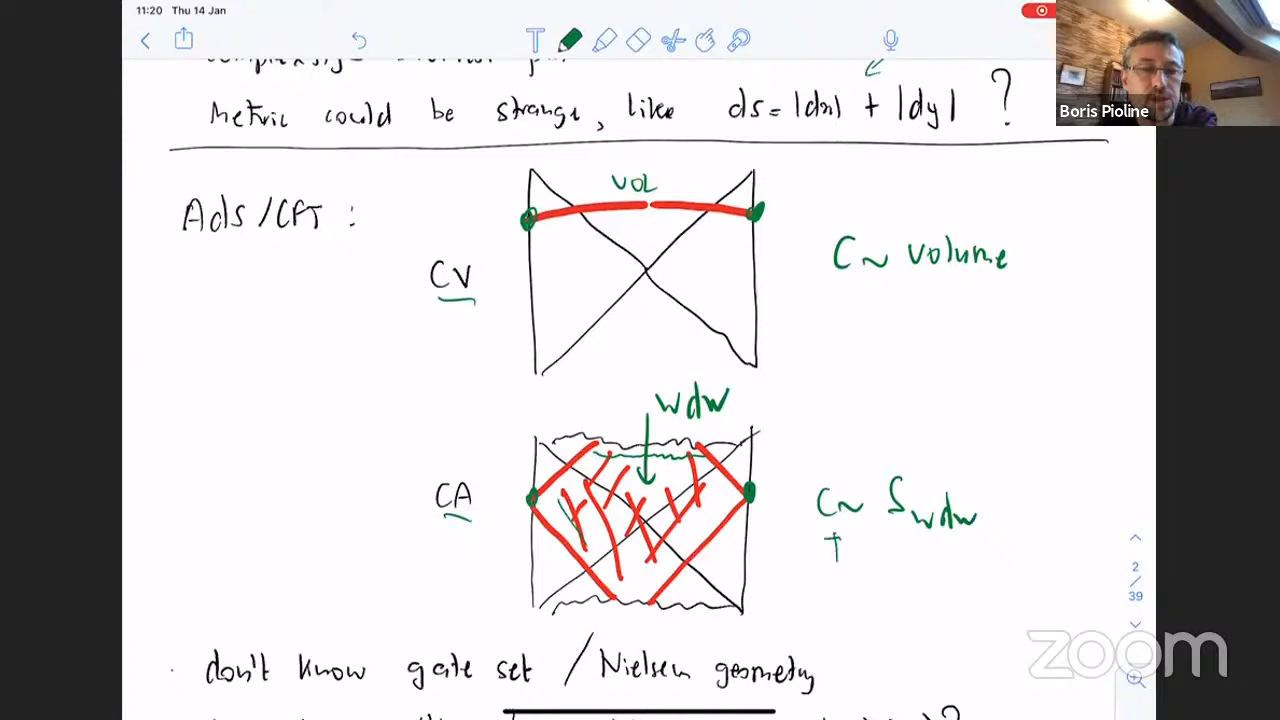 11:20 Thu 14 Jan
Boris Pioline
Metric could be strange, like ds = |dx| + |dy| ?
AdS/CFT :
VOL
CV
C ~ volume
wdw
CA
C ~ Swdw
2
/
39
zoom
· don't know gate set / Nielsen geometry